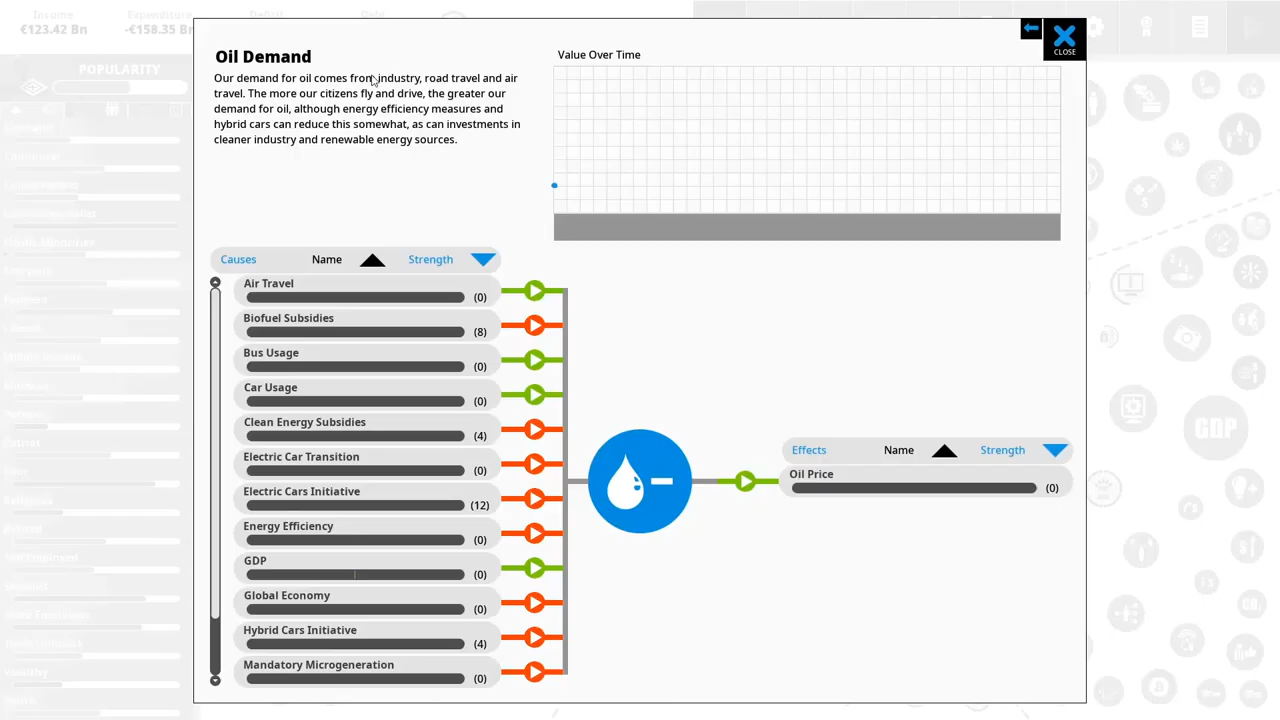 Income
Expenditure
Deficit
Debt
€123.42 Bn
-€158.35 Bn
POPULARITY
CLOSE
Oil Demand
Our demand for oil comes from industry, road travel and air
travel. The more our citizens fly and drive, the greater our
demand for oil, although energy efficiency measures and
hybrid cars can reduce this somewhat, as can investments in
cleaner industry and renewable energy sources.
Value Over Time
Causes Name Strength
Air Travel
(0)
Biofuel Subsidies
(8)
Bus Usage
(0)
Car Usage
(0)
Clean Energy Subsidies
(4)
Electric Car Transition
(0)
Electric Cars Initiative
(12)
Energy Efficiency
(0)
GDP
(0)
Global Economy
(0)
Hybrid Cars Initiative
(4)
Mandatory Microgeneration
(0)
Effects Name Strength
Oil Price
(0)
GDP